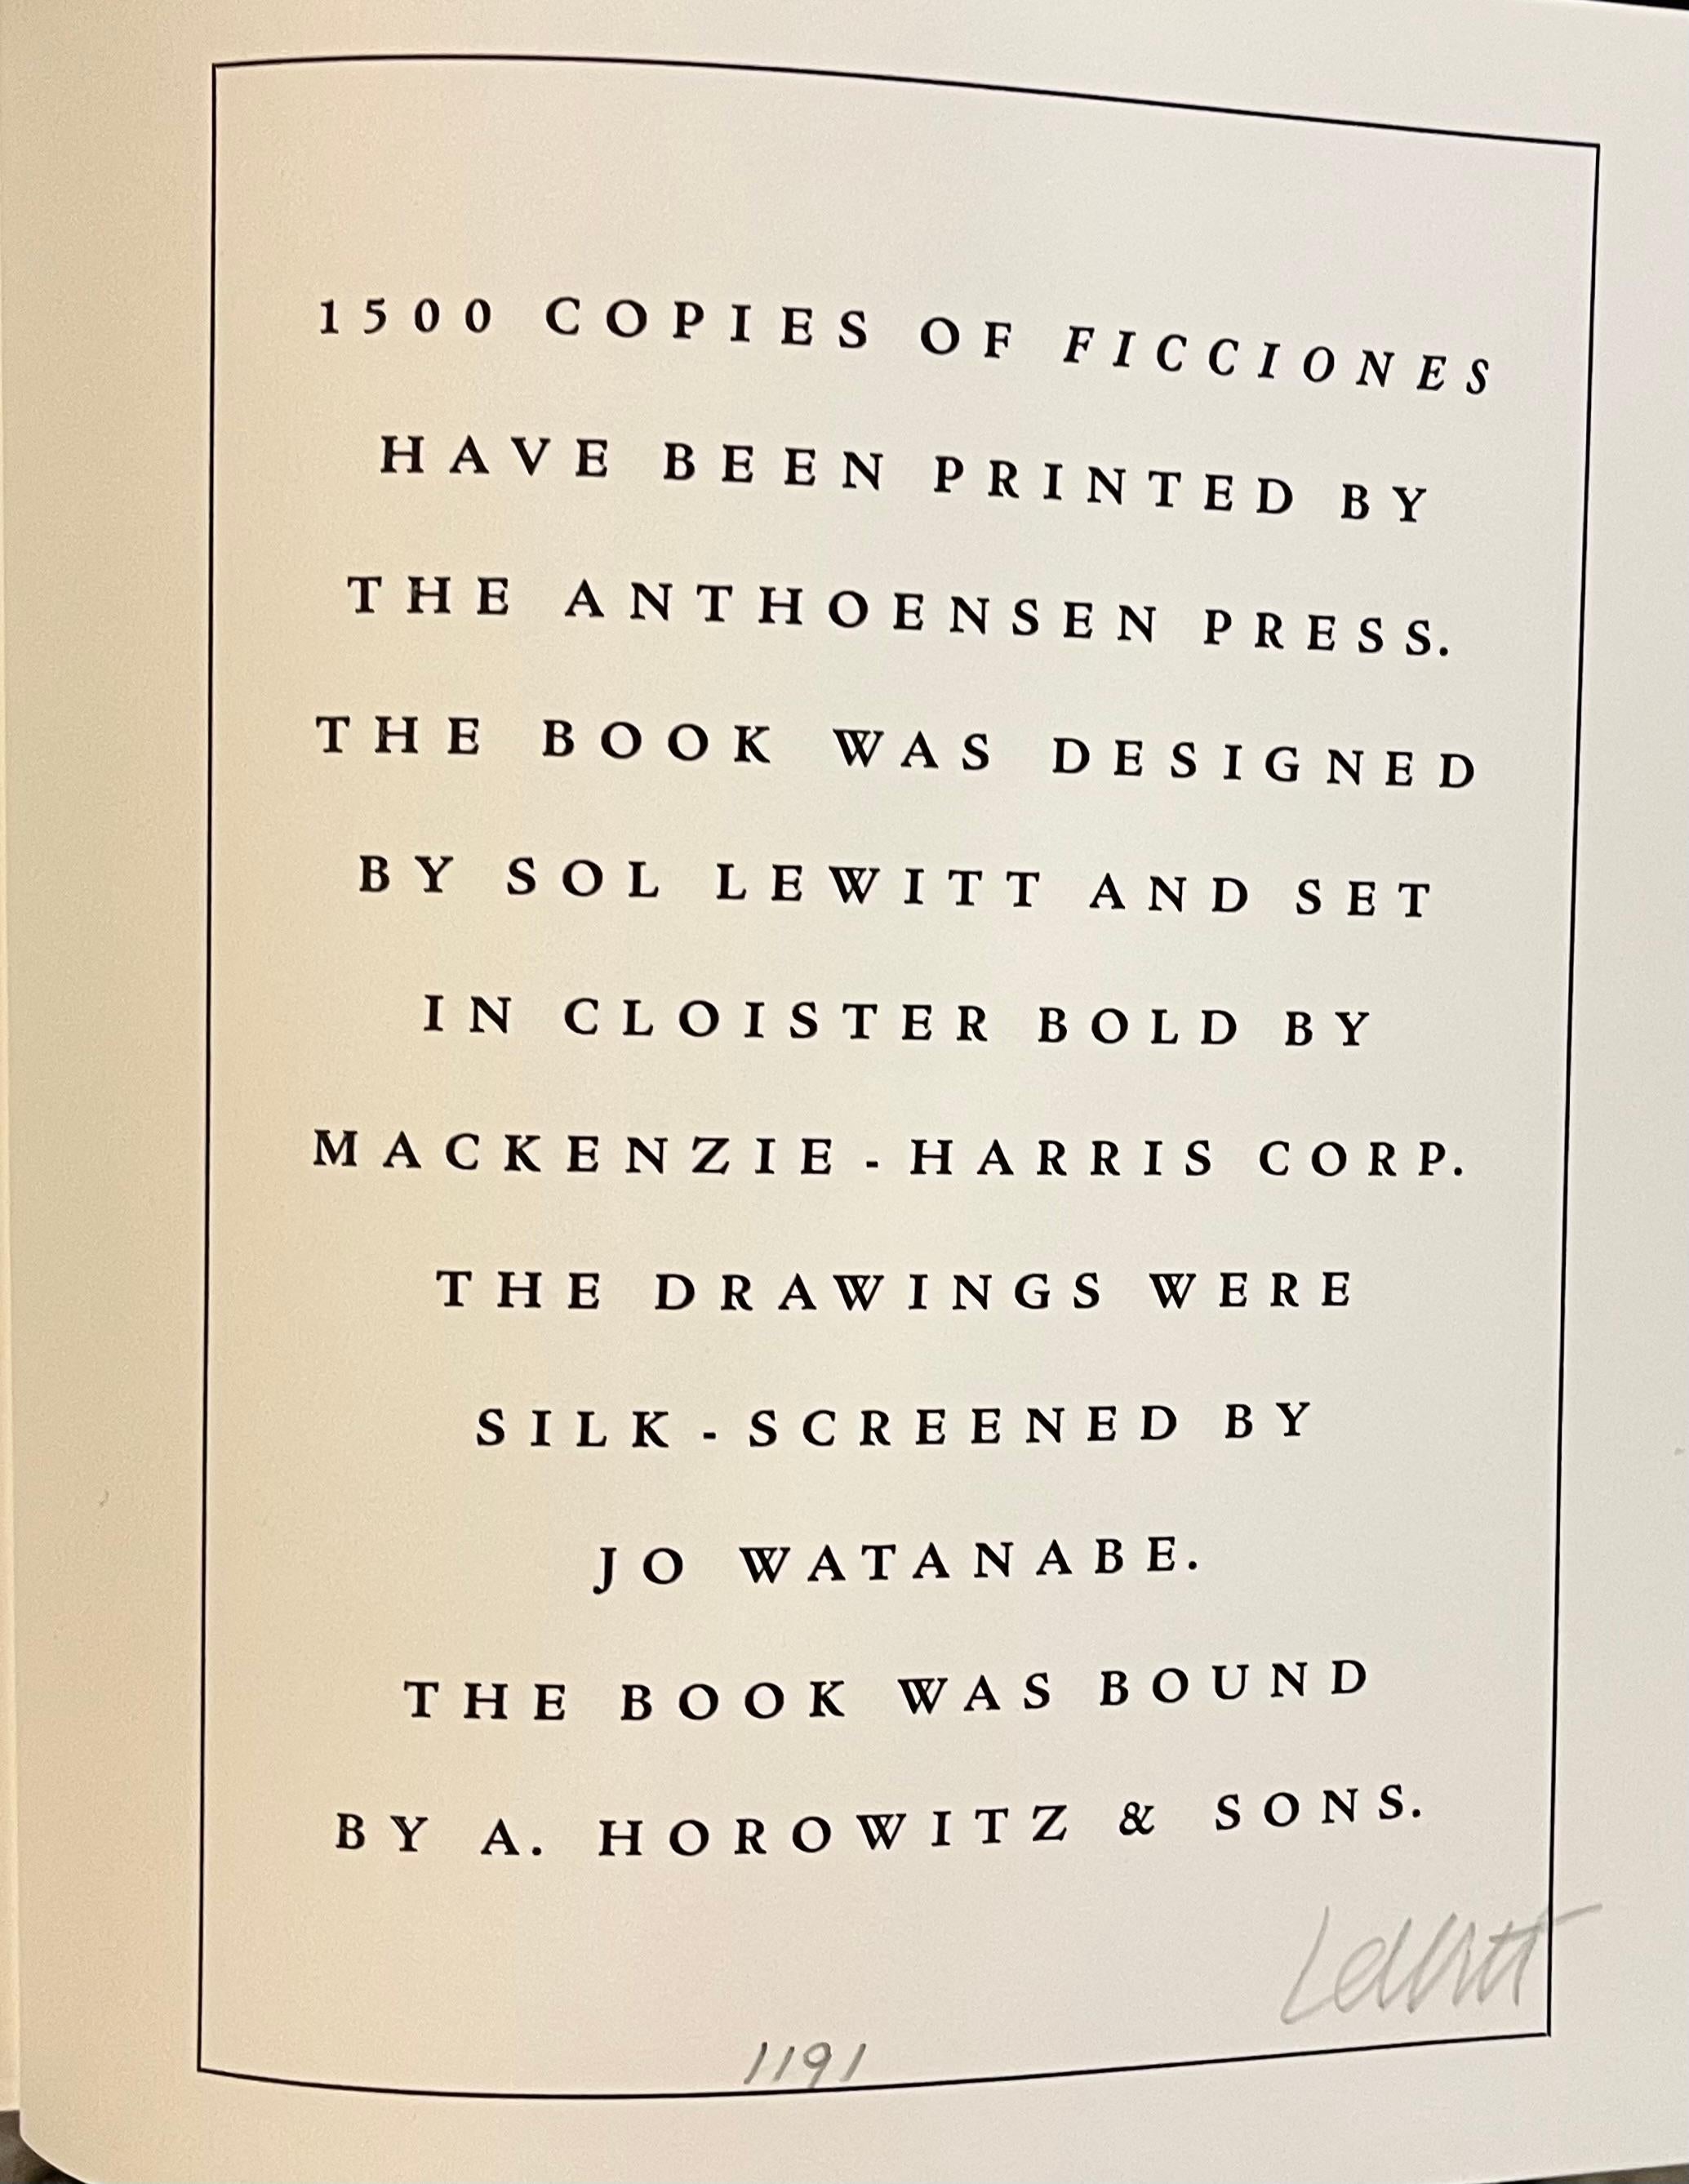 1500 COPIES OF FICCIONES
HAVE BEEN PRINTED BY
THE ANTHOENSEN PRESS.
THE BOOK WAS DESIGNED
BY SOL LEWITT AND SET
IN CLOISTER BOLD BY
MACKENZIE-HARRIS CORP.
THE DRAWINGS WERE
SILK-SCREENED BY
JO WATANABE.
THE BOOK WAS BOUND
BY A. HOROWITZ & SONS.
LeWitt
1191